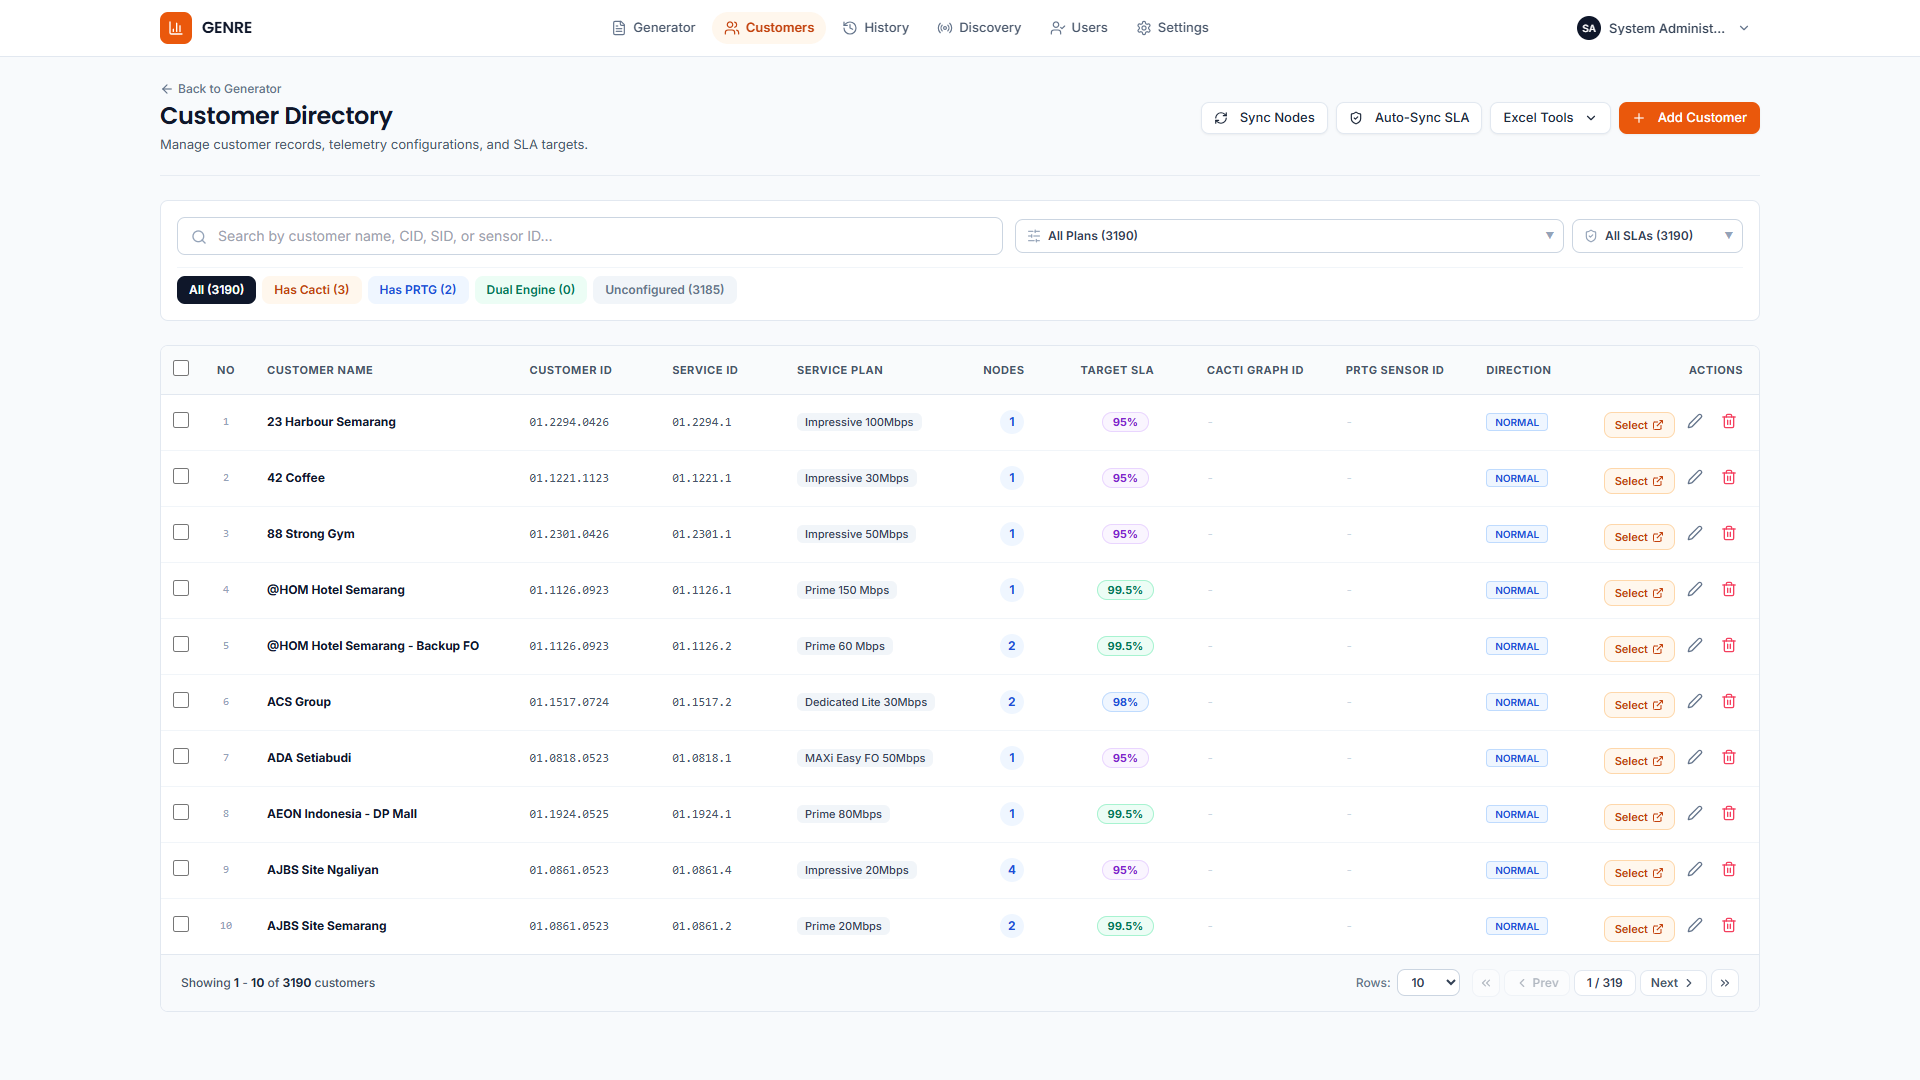 GENRE
Generator
Customers
History
Discovery
Users
Settings
SA System Administ...
Back to Generator
Customer Directory
Manage customer records, telemetry configurations, and SLA targets.
Sync Nodes
Auto-Sync SLA
Excel Tools
Add Customer
Search by customer name, CID, SID, or sensor ID...
All Plans (3190)
All SLAs (3190)
All (3190)
Has Cacti (3)
Has PRTG (2)
Dual Engine (0)
Unconfigured (3185)
NO CUSTOMER NAME CUSTOMER ID SERVICE ID SERVICE PLAN NODES TARGET SLA CACTI GRAPH ID PRTG SENSOR ID DIRECTION ACTIONS
1 23 Harbour Semarang 01.2294.0426 01.2294.1 Impressive 100Mbps 1 95% - - NORMAL Select
2 42 Coffee 01.1221.1123 01.1221.1 Impressive 30Mbps 1 95% - - NORMAL Select
3 88 Strong Gym 01.2301.0426 01.2301.1 Impressive 50Mbps 1 95% - - NORMAL Select
4 @HOM Hotel Semarang 01.1126.0923 01.1126.1 Prime 150 Mbps 1 99.5% - - NORMAL Select
5 @HOM Hotel Semarang - Backup FO 01.1126.0923 01.1126.2 Prime 60 Mbps 2 99.5% - - NORMAL Select
6 ACS Group 01.1517.0724 01.1517.2 Dedicated Lite 30Mbps 2 98% - - NORMAL Select
7 ADA Setiabudi 01.0818.0523 01.0818.1 MAXi Easy FO 50Mbps 1 95% - - NORMAL Select
8 AEON Indonesia - DP Mall 01.1924.0525 01.1924.1 Prime 80Mbps 1 99.5% - - NORMAL Select
9 AJBS Site Ngaliyan 01.0861.0523 01.0861.4 Impressive 20Mbps 4 95% - - NORMAL Select
10 AJBS Site Semarang 01.0861.0523 01.0861.2 Prime 20Mbps 2 99.5% - - NORMAL Select
Showing 1 - 10 of 3190 customers
Rows: 10 « Prev 1 / 319 Next »